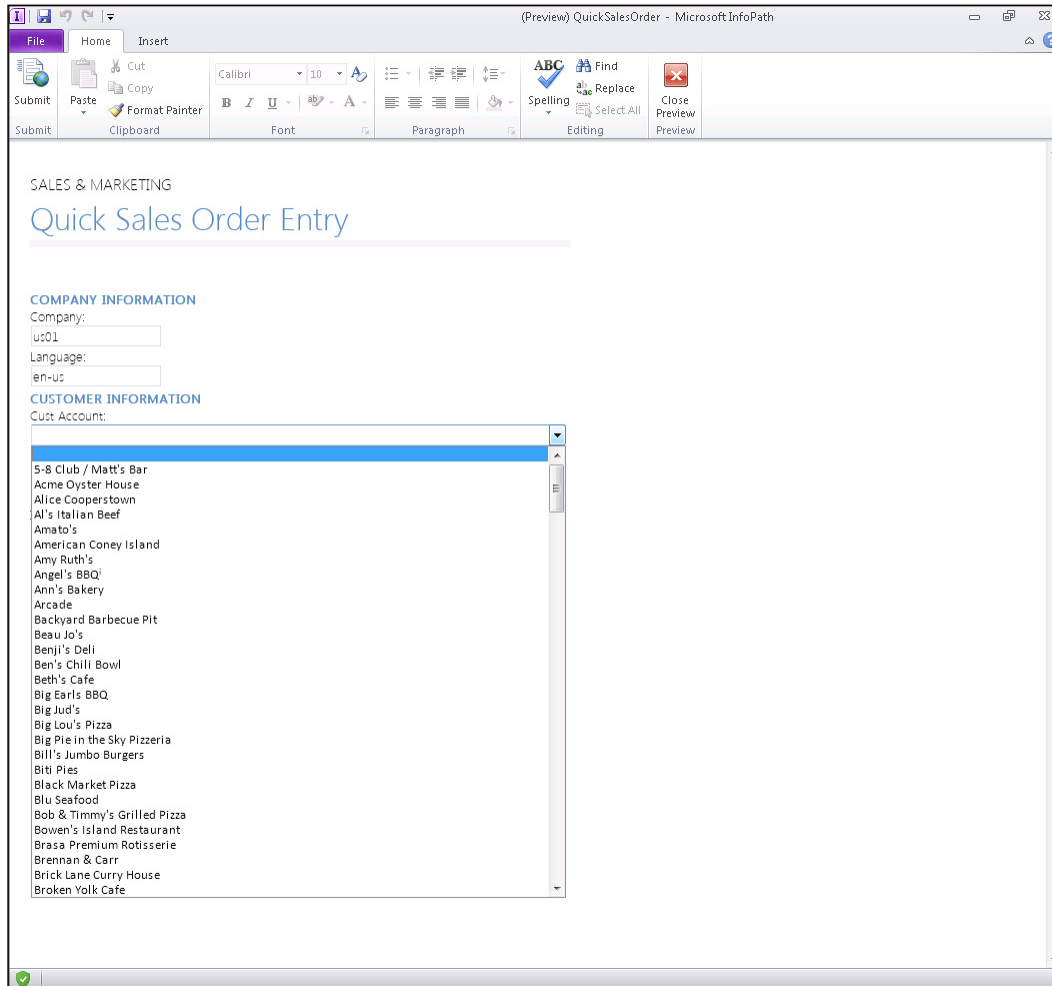 (Preview) QuickSalesOrder - Microsoft InfoPath
File Home Insert
Submit
Paste
Cut
Copy
Format Painter
Calibri 10
B I U ab A
ABC
Spelling
Find
Replace
Select All
Close Preview
Submit Clipboard Font Paragraph Editing Preview
SALES & MARKETING
Quick Sales Order Entry
COMPANY INFORMATION
Company:
us01
Language:
en-us
CUSTOMER INFORMATION
Cust Account:
5-8 Club / Matt's Bar
Acme Oyster House
Alice Cooperstown
Al's Italian Beef
Amato's
American Coney Island
Amy Ruth's
Angel's BBQ
Ann's Bakery
Arcade
Backyard Barbecue Pit
Beau Jo's
Benji's Deli
Ben's Chili Bowl
Beth's Cafe
Big Earls BBQ
Big Jud's
Big Lou's Pizza
Big Pie in the Sky Pizzeria
Bill's Jumbo Burgers
Biti Pies
Black Market Pizza
Blu Seafood
Bob & Timmy's Grilled Pizza
Bowen's Island Restaurant
Brasa Premium Rotisserie
Brennan & Carr
Brick Lane Curry House
Broken Yolk Cafe